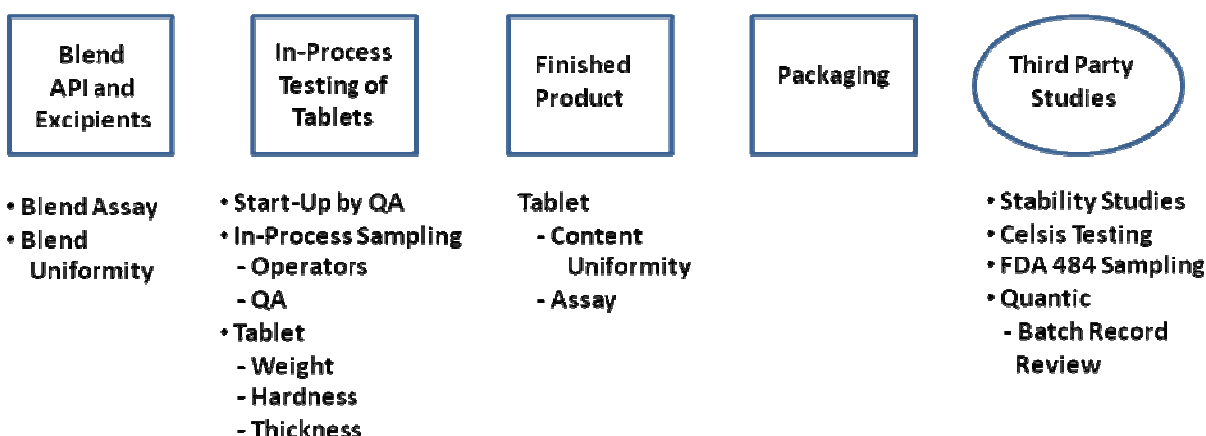 Blend
API and
Excipients
In-Process
Testing of
Tablets
Finished
Product
Packaging
Third Party
Studies
• Blend Assay
• Blend
Uniformity
• Start-Up by QA
• In-Process Sampling
- Operators
- QA
• Tablet
- Weight
- Hardness
- Thickness
Tablet
- Content
Uniformity
- Assay
• Stability Studies
• Celsis Testing
• FDA 484 Sampling
• Quantic
- Batch Record
Review